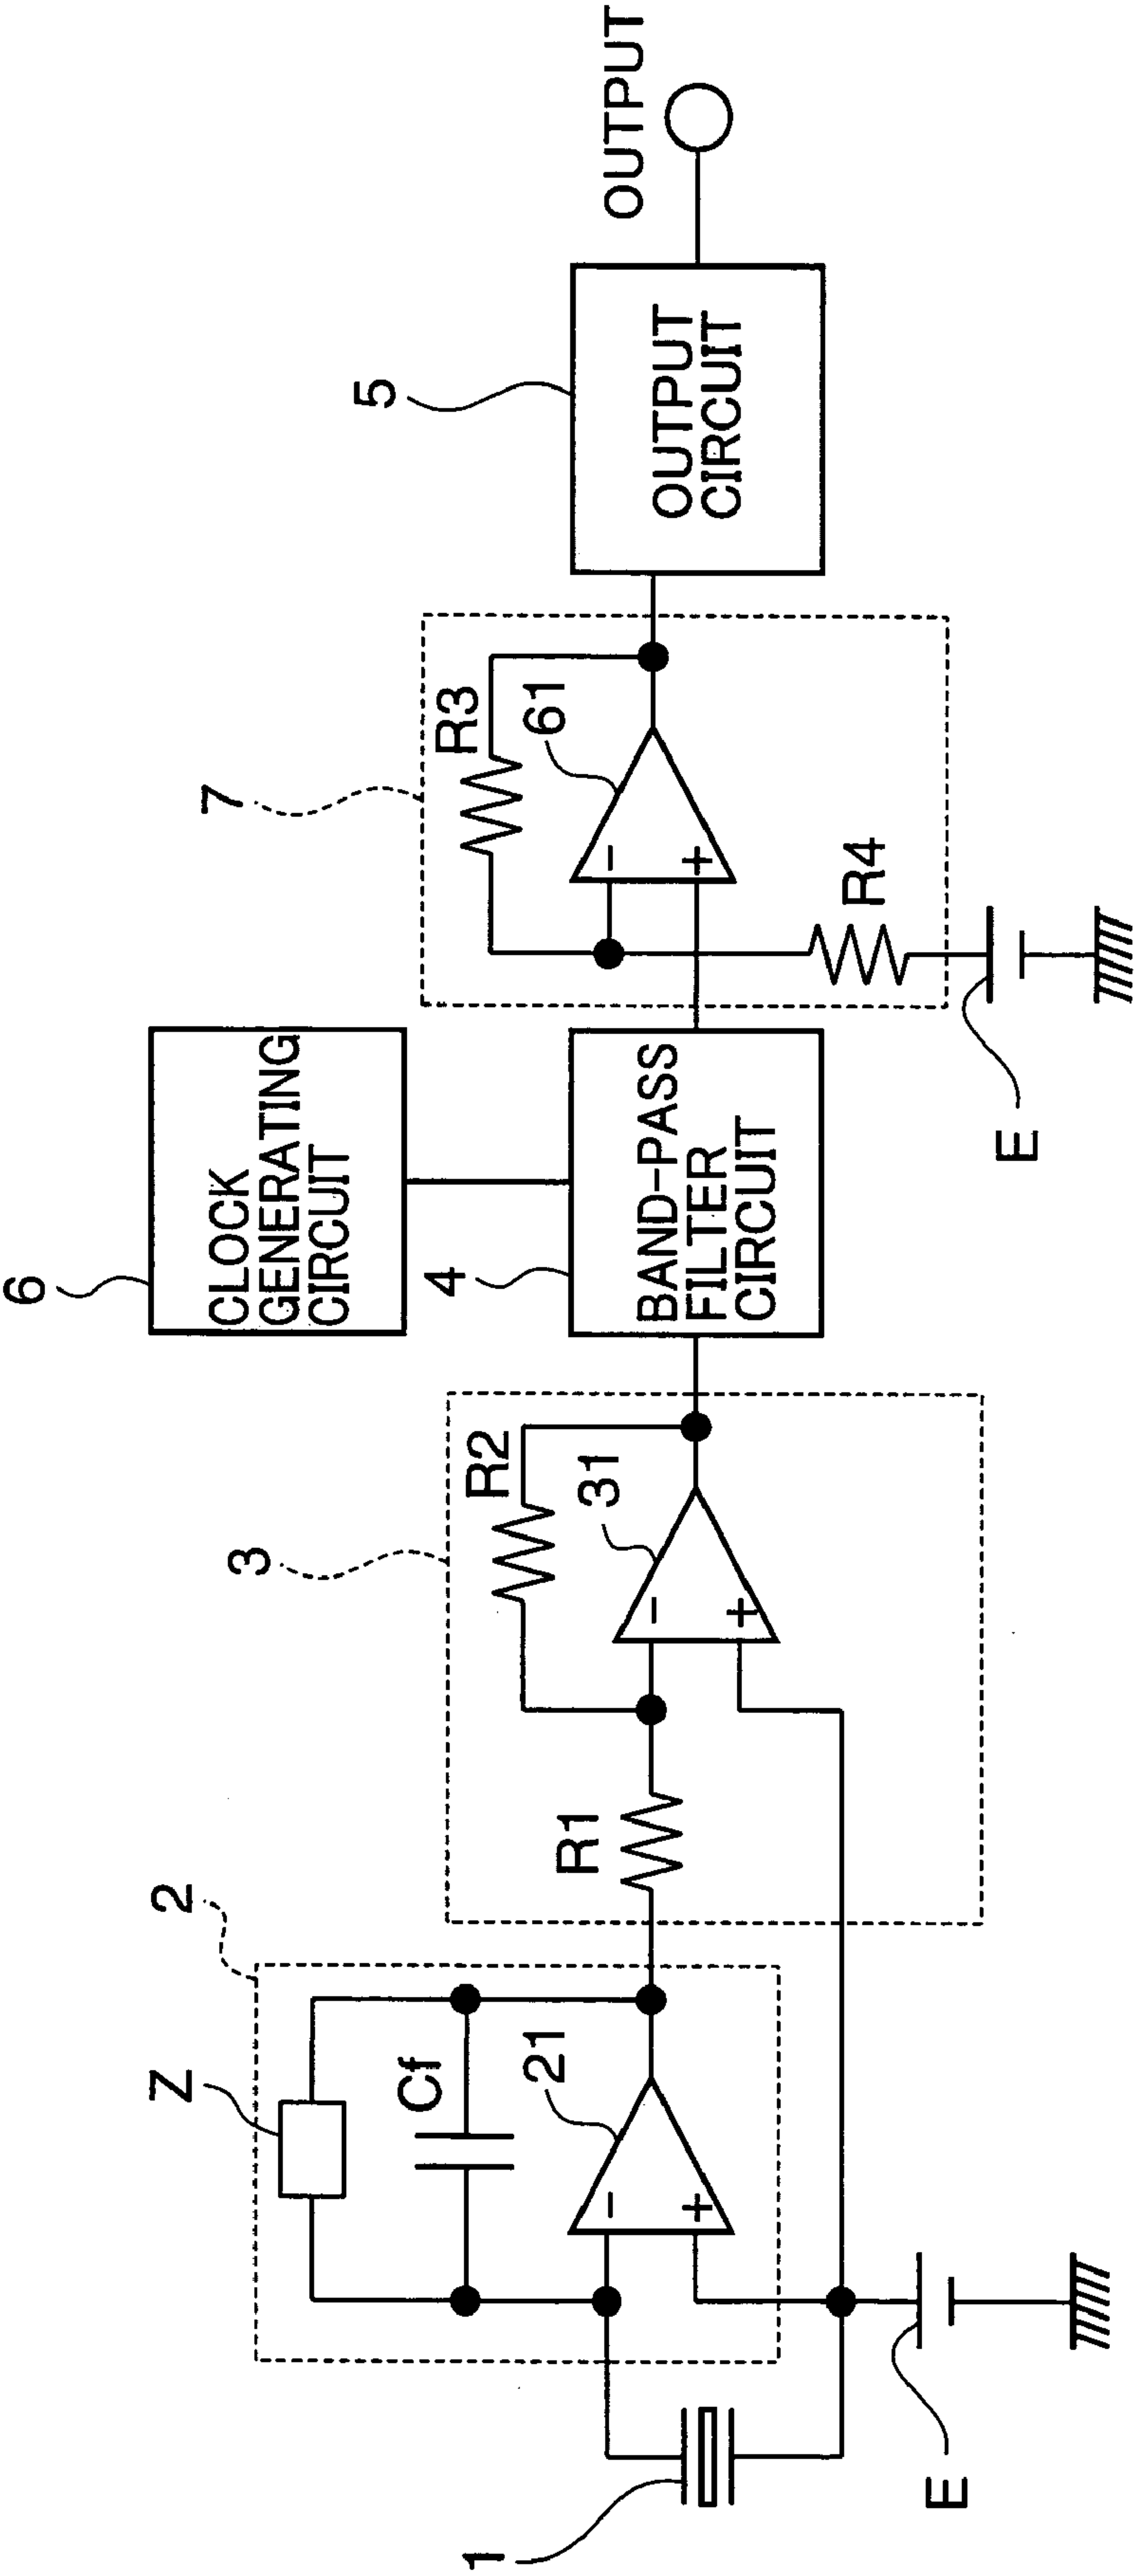 6
CLOCK
GENERATING
CIRCUIT
2
Z
Cf
21
3
R2
31
R1
4
BAND-PASS
FILTER
CIRCUIT
7
R3
61
R4
5
OUTPUT
CIRCUIT
OUTPUT
1
E
E
−
+
−
+
−
+